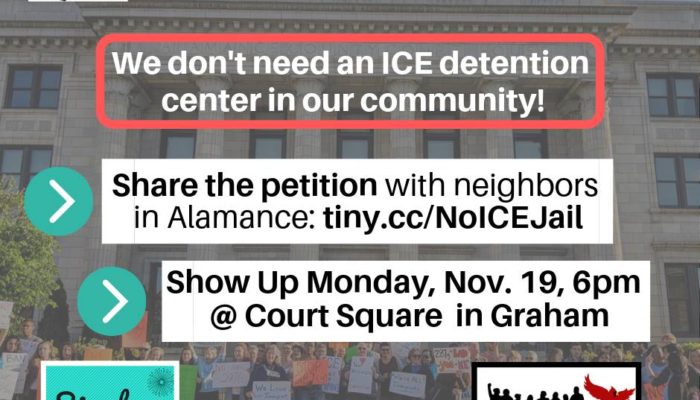 We don't need an ICE detention
center in our community!
Share the petition with neighbors
in Alamance: tiny.cc/NoICEJail
Show Up Monday, Nov. 19, 6pm
@ Court Square in Graham